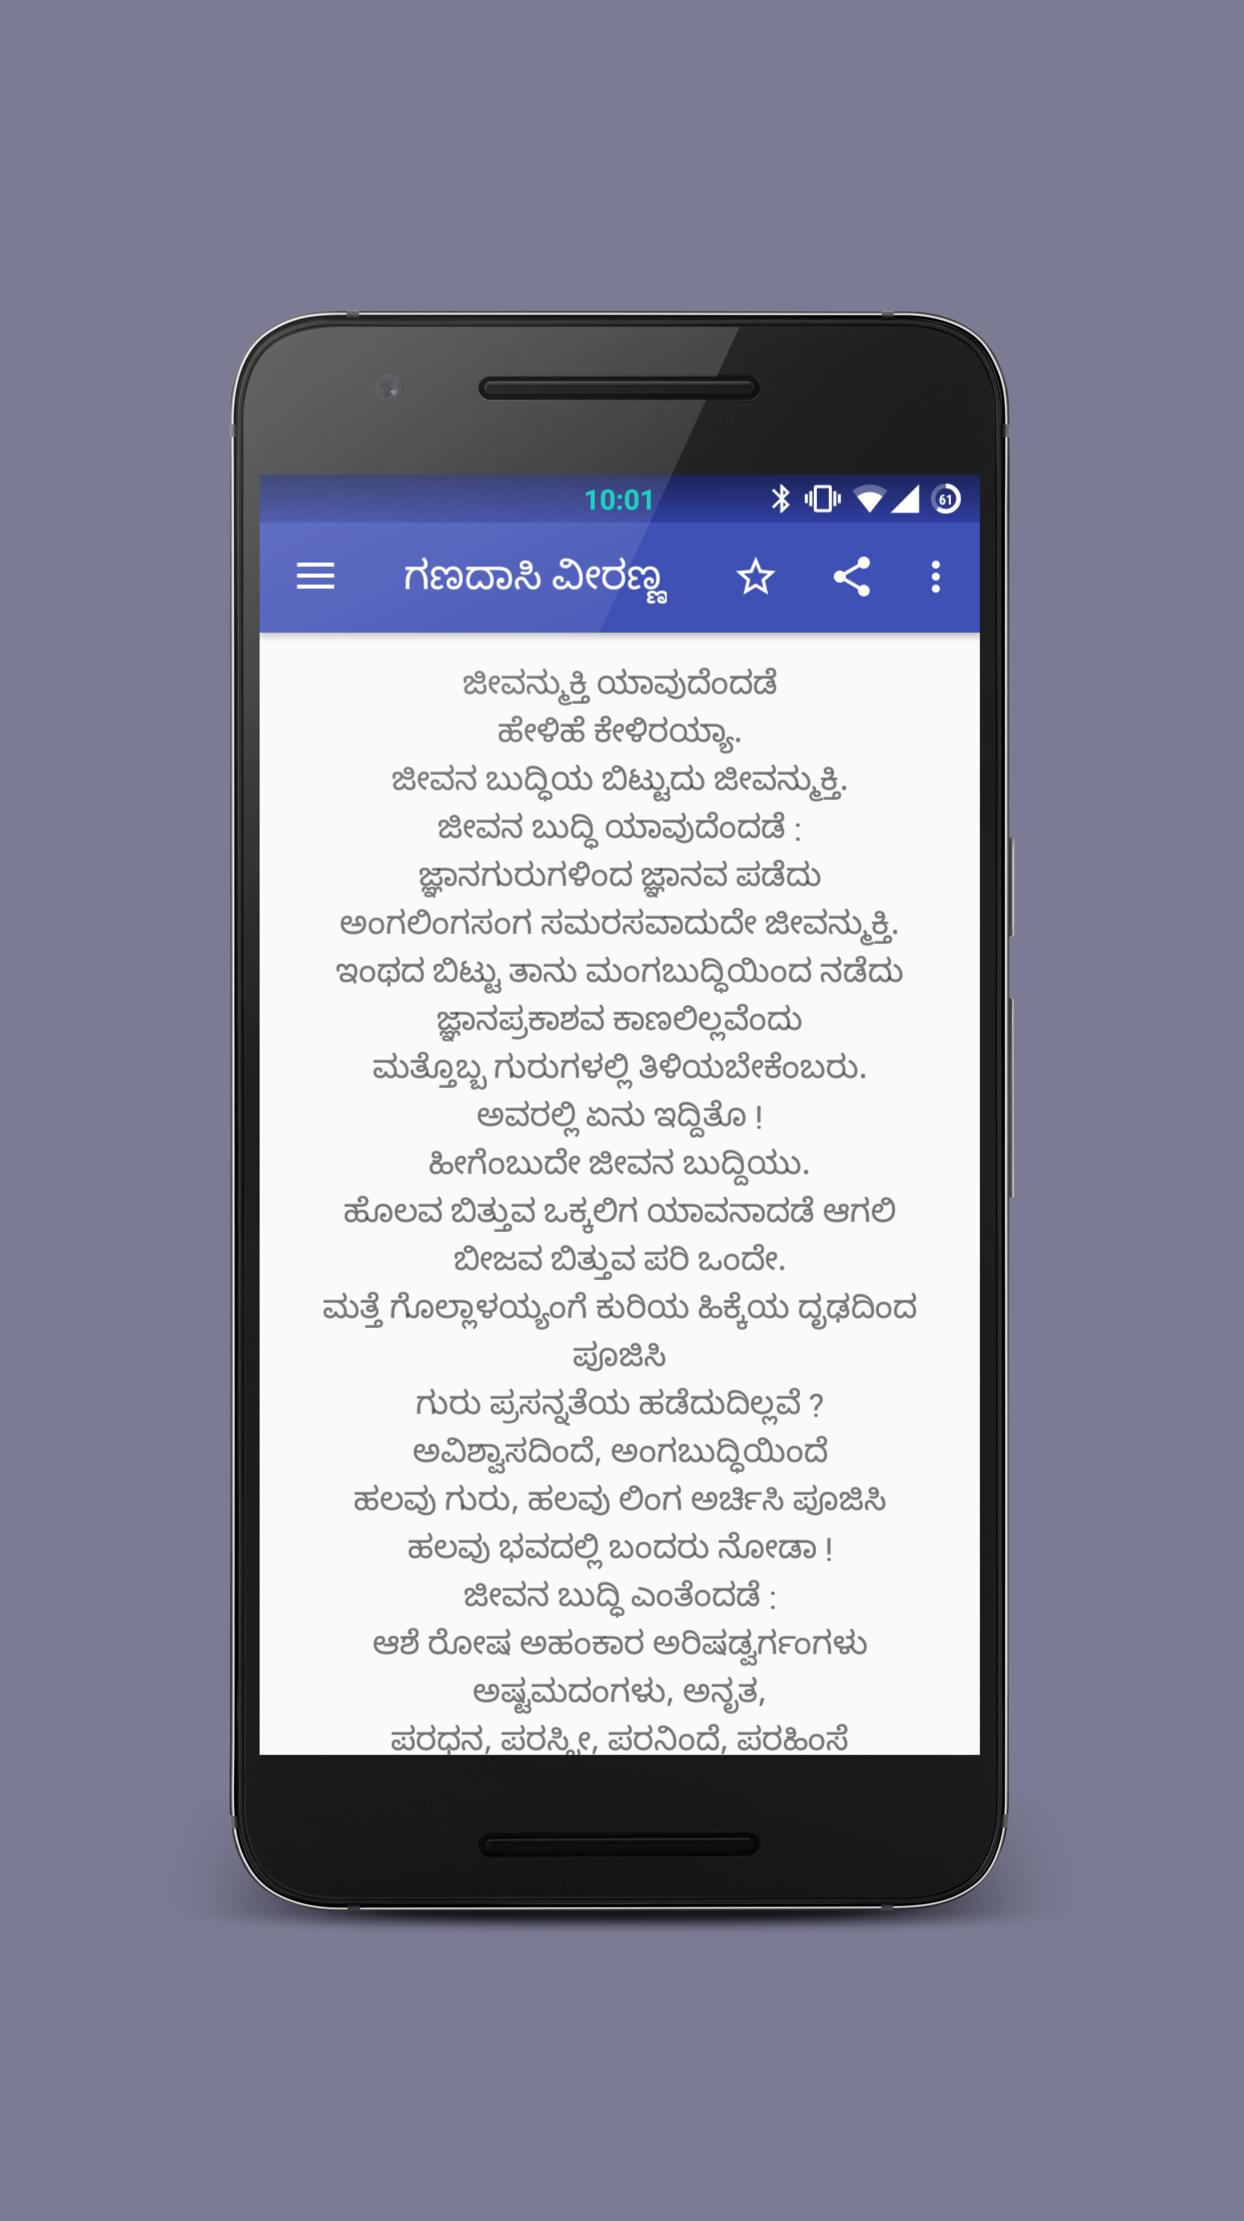 10:01
61
ಗಣದಾಸಿ ವೀರಣ್ಣ
ಜೀವನ್ಮುಕ್ತಿ ಯಾವುದೆಂದಡೆ
ಹೇಳಿಹೆ ಕೇಳಿರಯ್ಯಾ.
ಜೀವನ ಬುದ್ಧಿಯ ಬಿಟ್ಟುದು ಜೀವನ್ಮುಕ್ತಿ.
ಜೀವನ ಬುದ್ಧಿ ಯಾವುದೆಂದಡೆ :
ಜ್ಞಾನಗುರುಗಳಿಂದ ಜ್ಞಾನವ ಪಡೆದು
ಅಂಗಲಿಂಗಸಂಗ ಸಮರಸವಾದುದೇ ಜೀವನ್ಮುಕ್ತಿ.
ಇಂಥದ ಬಿಟ್ಟು ತಾನು ಮಂಗಬುದ್ಧಿಯಿಂದ ನಡೆದು
ಜ್ಞಾನಪ್ರಕಾಶವ ಕಾಣಲಿಲ್ಲವೆಂದು
ಮತ್ತೊಬ್ಬ ಗುರುಗಳಲ್ಲಿ ತಿಳಿಯಬೇಕೆಂಬರು.
ಅವರಲ್ಲಿ ಏನು ಇದ್ದಿತೊ !
ಹೀಗೆಂಬುದೇ ಜೀವನ ಬುದ್ದಿಯು.
ಹೊಲವ ಬಿತ್ತುವ ಒಕ್ಕಲಿಗ ಯಾವನಾದಡೆ ಆಗಲಿ
ಬೀಜವ ಬಿತ್ತುವ ಪರಿ ಒಂದೇ.
ಮತ್ತೆ ಗೊಲ್ಲಾಳಯ್ಯಂಗೆ ಕುರಿಯ ಹಿಕ್ಕೆಯ ದೃಢದಿಂದ
ಪೂಜಿಸಿ
ಗುರು ಪ್ರಸನ್ನತೆಯ ಹಡೆದುದಿಲ್ಲವೆ ?
ಅವಿಶ್ವಾಸದಿಂದೆ, ಅಂಗಬುದ್ಧಿಯಿಂದೆ
ಹಲವು ಗುರು, ಹಲವು ಲಿಂಗ ಅರ್ಚಿಸಿ ಪೂಜಿಸಿ
ಹಲವು ಭವದಲ್ಲಿ ಬಂದರು ನೋಡಾ !
ಜೀವನ ಬುದ್ಧಿ ಎಂತೆಂದಡೆ :
ಆಶೆ ರೋಷ ಅಹಂಕಾರ ಅರಿಷಡ್ವರ್ಗಂಗಳು
ಅಷ್ಟಮದಂಗಳು, ಅನೃತ,
ಪರಧನ, ಪರಸ್ತ್ರೀ, ಪರನಿಂದೆ, ಪರಹಿಂಸೆ